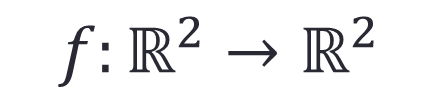 f: ℝ² → ℝ²